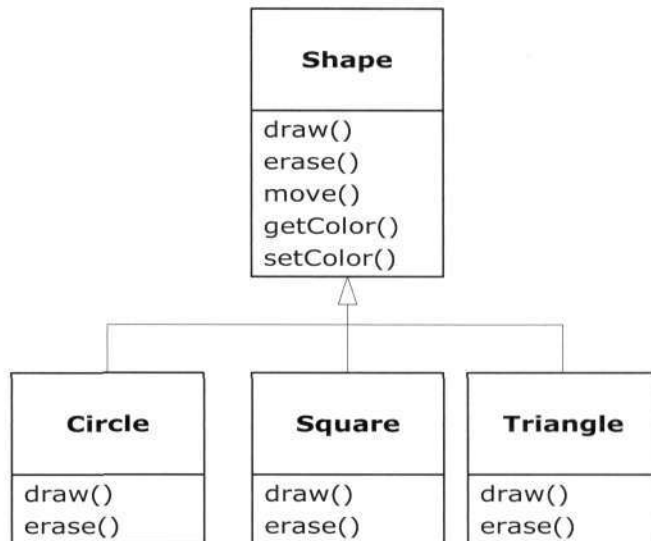 Shape
draw()
erase()
move()
getColor()
setColor()
Circle
draw()
erase()
Square
draw()
erase()
Triangle
draw()
erase()